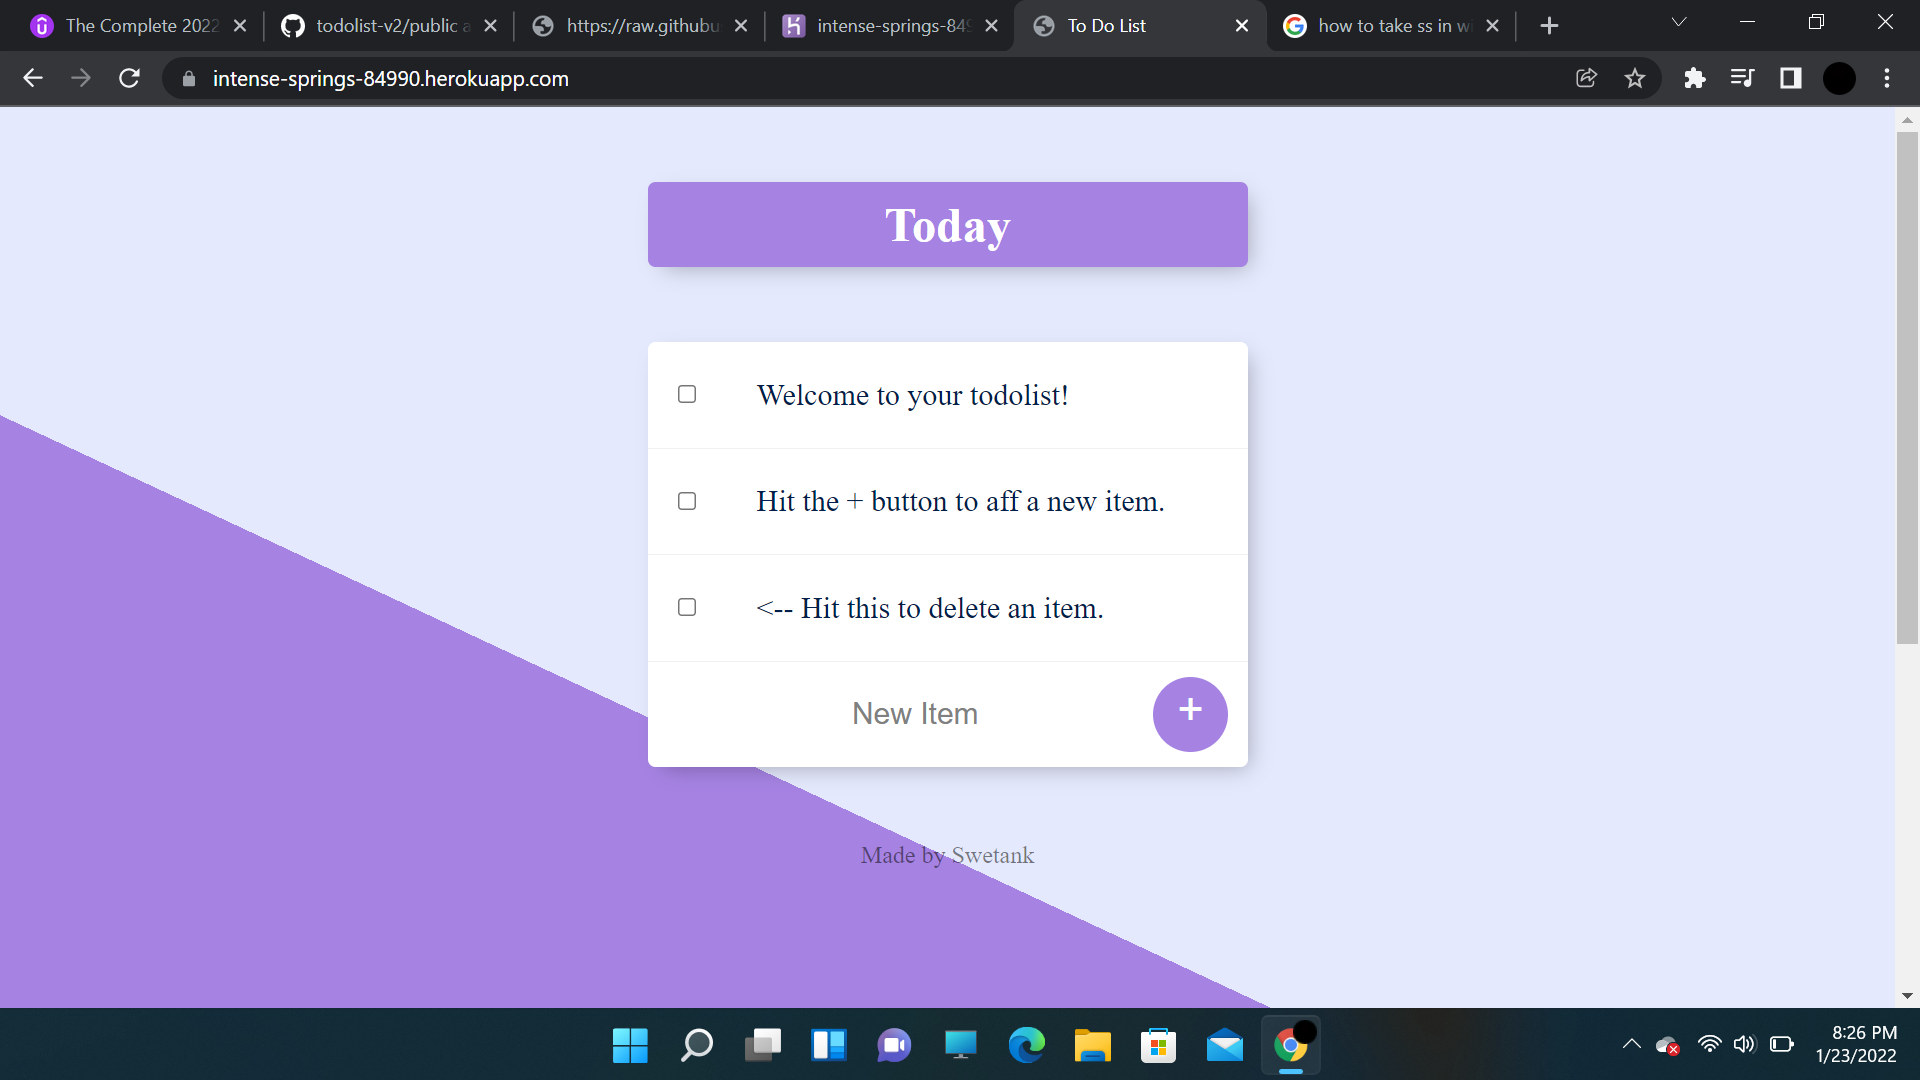 The Complete 2022
todolist-v2/public a
https://raw.githubu
intense-springs-849
To Do List
how to take ss in wi
intense-springs-84990.herokuapp.com
Today
Welcome to your todolist!
Hit the + button to aff a new item.
<-- Hit this to delete an item.
New Item
+
Made by Swetank
8:26 PM
1/23/2022